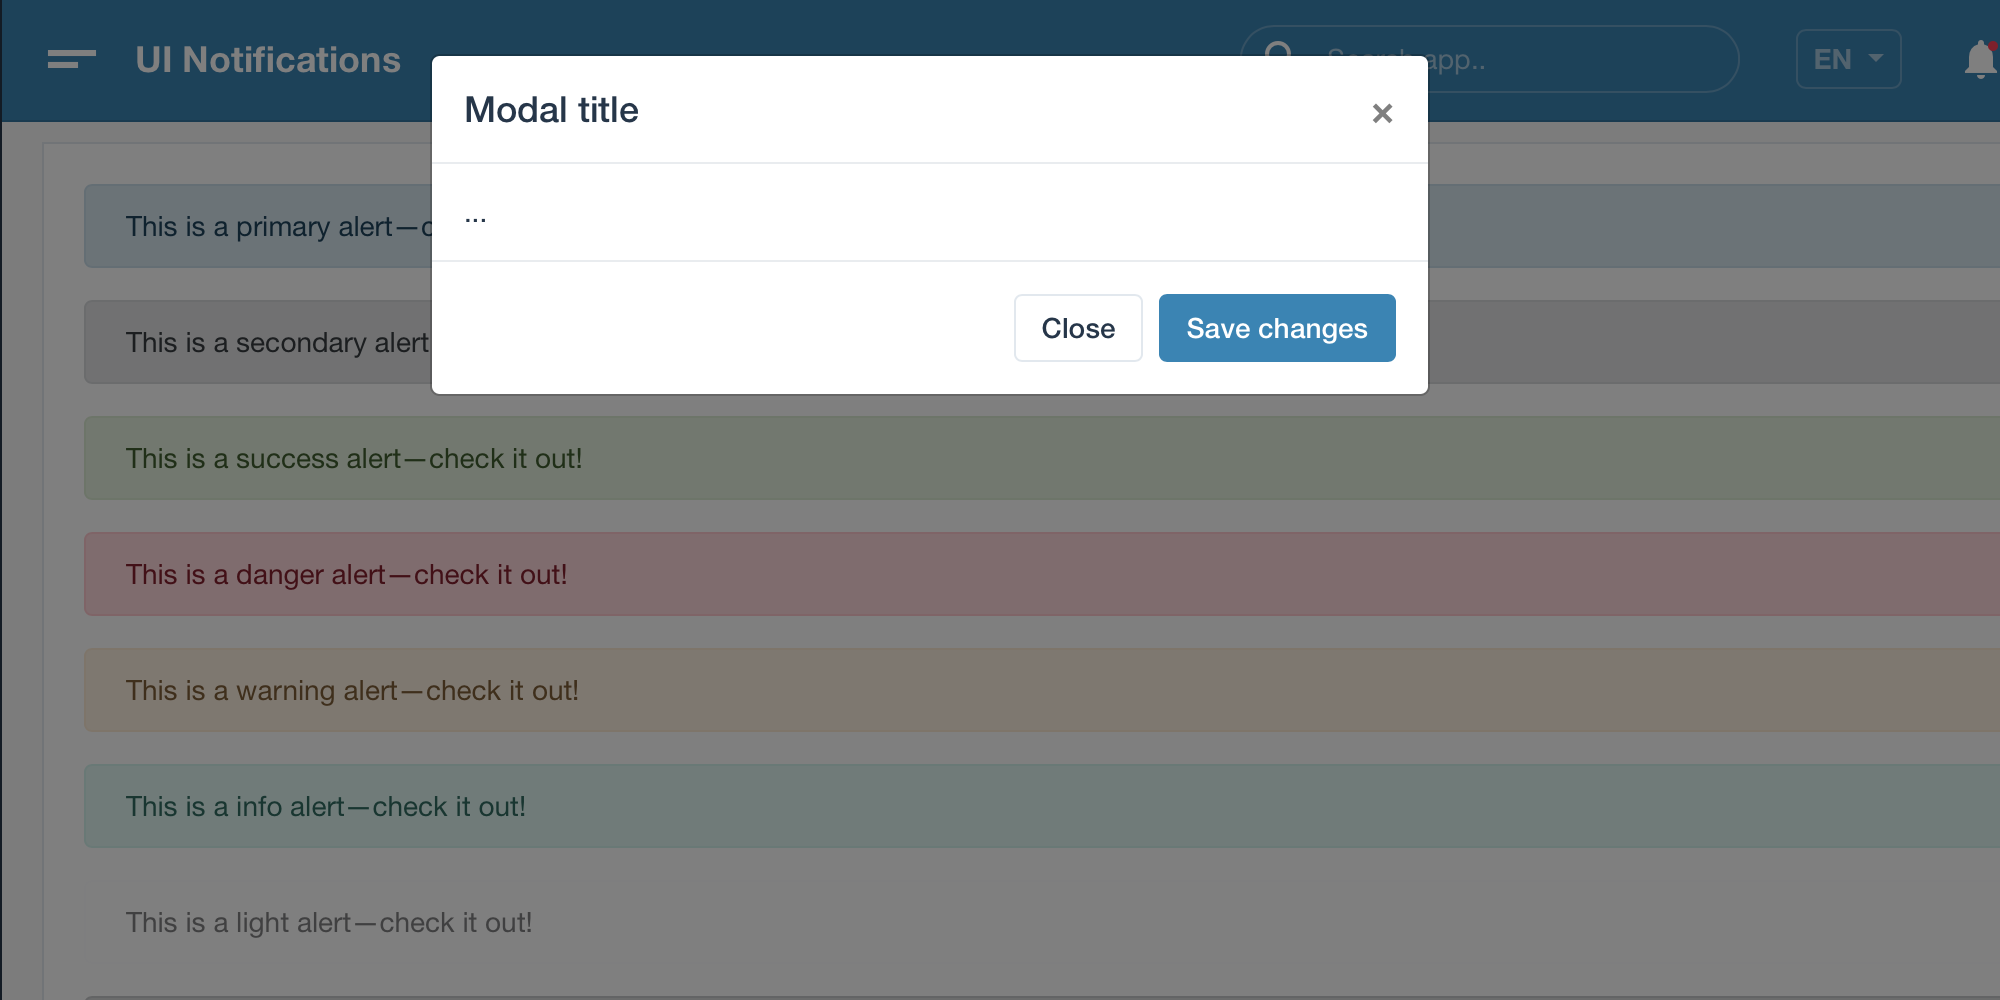 UI Notifications
Search app..
EN
Modal title
×
...
Close
Save changes
This is a primary alert—
This is a secondary alert
This is a success alert—check it out!
This is a danger alert—check it out!
This is a warning alert—check it out!
This is a info alert—check it out!
This is a light alert—check it out!